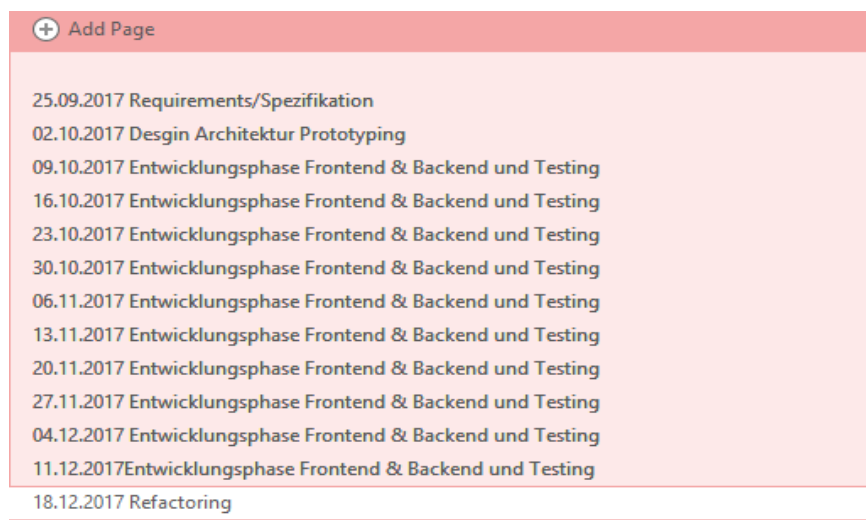 Add Page
25.09.2017 Requirements/Spezifikation
02.10.2017 Desgin Architektur Prototyping
09.10.2017 Entwicklungsphase Frontend & Backend und Testing
16.10.2017 Entwicklungsphase Frontend & Backend und Testing
23.10.2017 Entwicklungsphase Frontend & Backend und Testing
30.10.2017 Entwicklungsphase Frontend & Backend und Testing
06.11.2017 Entwicklungsphase Frontend & Backend und Testing
13.11.2017 Entwicklungsphase Frontend & Backend und Testing
20.11.2017 Entwicklungsphase Frontend & Backend und Testing
27.11.2017 Entwicklungsphase Frontend & Backend und Testing
04.12.2017 Entwicklungsphase Frontend & Backend und Testing
11.12.2017Entwicklungsphase Frontend & Backend und Testing
18.12.2017 Refactoring